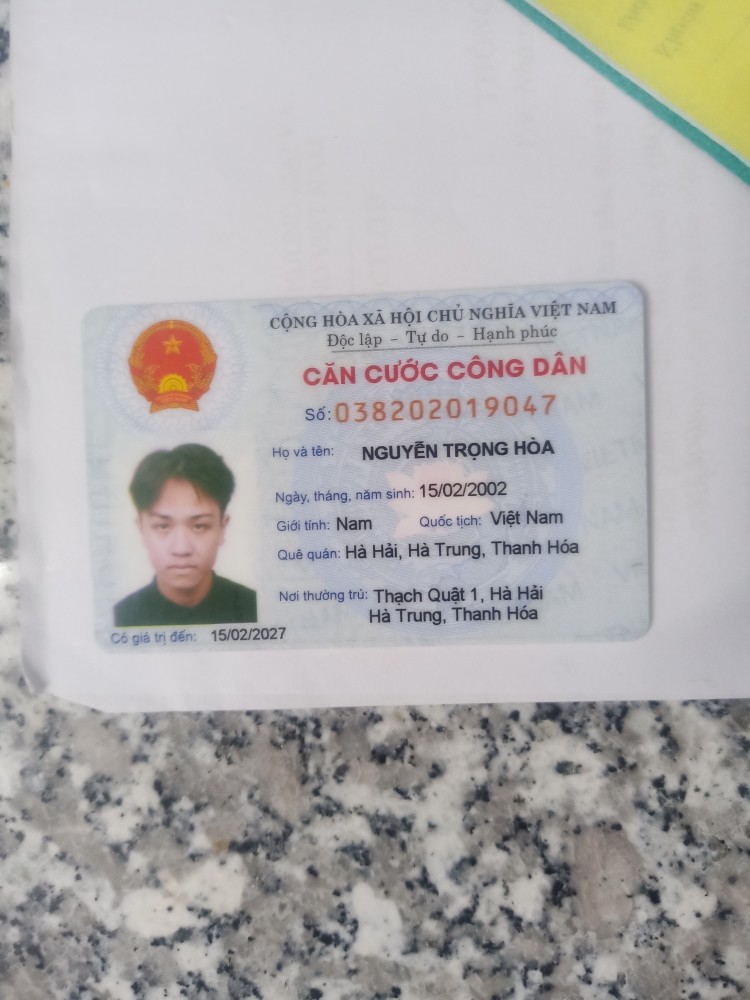 CỘNG HÒA XÃ HỘI CHỦ NGHĨA VIỆT NAM
Độc lập – Tự do – Hạnh phúc
CĂN CƯỚC CÔNG DÂN
Số: 038202019047
Họ và tên: NGUYỄN TRỌNG HÒA
Ngày, tháng, năm sinh: 15/02/2002
Giới tính: Nam Quốc tịch: Việt Nam
Quê quán: Hà Hải, Hà Trung, Thanh Hóa
Nơi thường trú: Thạch Quật 1, Hà Hải
Hà Trung, Thanh Hóa
Có giá trị đến: 15/02/2027